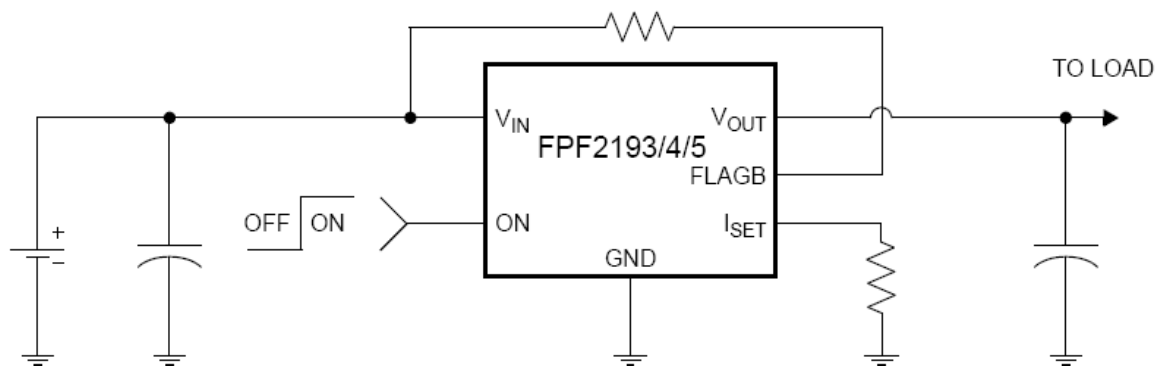 TO LOAD
V_IN
V_OUT
FPF2193/4/5
FLAGB
OFF
ON
ON
I_SET
GND
+
–